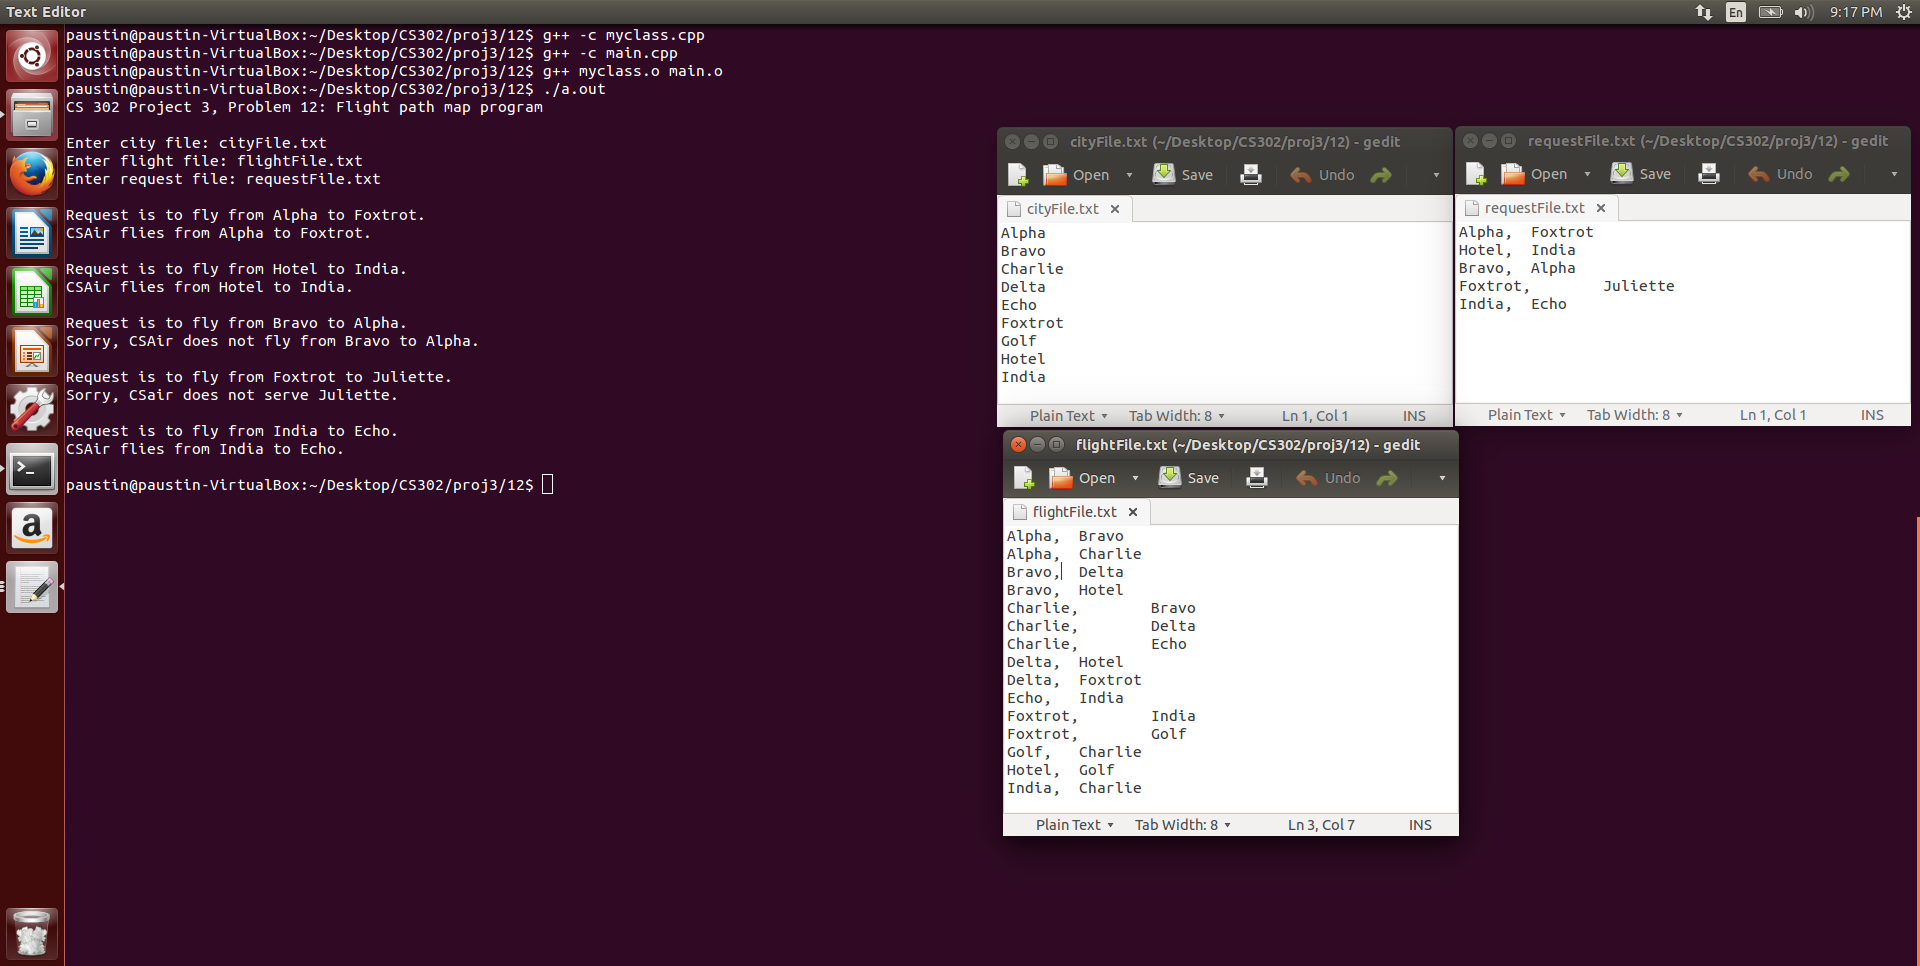 Text Editor
En
9:17 PM
paustin@paustin-VirtualBox:~/Desktop/CS302/proj3/12$ g++ -c myclass.cpp
paustin@paustin-VirtualBox:~/Desktop/CS302/proj3/12$ g++ -c main.cpp
paustin@paustin-VirtualBox:~/Desktop/CS302/proj3/12$ g++ myclass.o main.o
paustin@paustin-VirtualBox:~/Desktop/CS302/proj3/12$ ./a.out
CS 302 Project 3, Problem 12: Flight path map program
Enter city file: cityFile.txt
Enter flight file: flightFile.txt
Enter request file: requestFile.txt
Request is to fly from Alpha to Foxtrot.
CSAir flies from Alpha to Foxtrot.
Request is to fly from Hotel to India.
CSAir flies from Hotel to India.
Request is to fly from Bravo to Alpha.
Sorry, CSAir does not fly from Bravo to Alpha.
Request is to fly from Foxtrot to Juliette.
Sorry, CSair does not serve Juliette.
Request is to fly from India to Echo.
CSAir flies from India to Echo.
paustin@paustin-VirtualBox:~/Desktop/CS302/proj3/12$
cityFile.txt (~/Desktop/CS302/proj3/12) - gedit
Open Save Undo
cityFile.txt
Alpha
Bravo
Charlie
Delta
Echo
Foxtrot
Golf
Hotel
India
Plain Text Tab Width: 8 Ln 1, Col 1 INS
requestFile.txt (~/Desktop/CS302/proj3/12) - gedit
Open Save Undo
requestFile.txt
Alpha, Foxtrot
Hotel, India
Bravo, Alpha
Foxtrot, Juliette
India, Echo
Plain Text Tab Width: 8 Ln 1, Col 1 INS
flightFile.txt (~/Desktop/CS302/proj3/12) - gedit
Open Save Undo
flightFile.txt
Alpha, Bravo
Alpha, Charlie
Bravo, Delta
Bravo, Hotel
Charlie, Bravo
Charlie, Delta
Charlie, Echo
Delta, Hotel
Delta, Foxtrot
Echo, India
Foxtrot, India
Foxtrot, Golf
Golf, Charlie
Hotel, Golf
India, Charlie
Plain Text Tab Width: 8 Ln 3, Col 7 INS